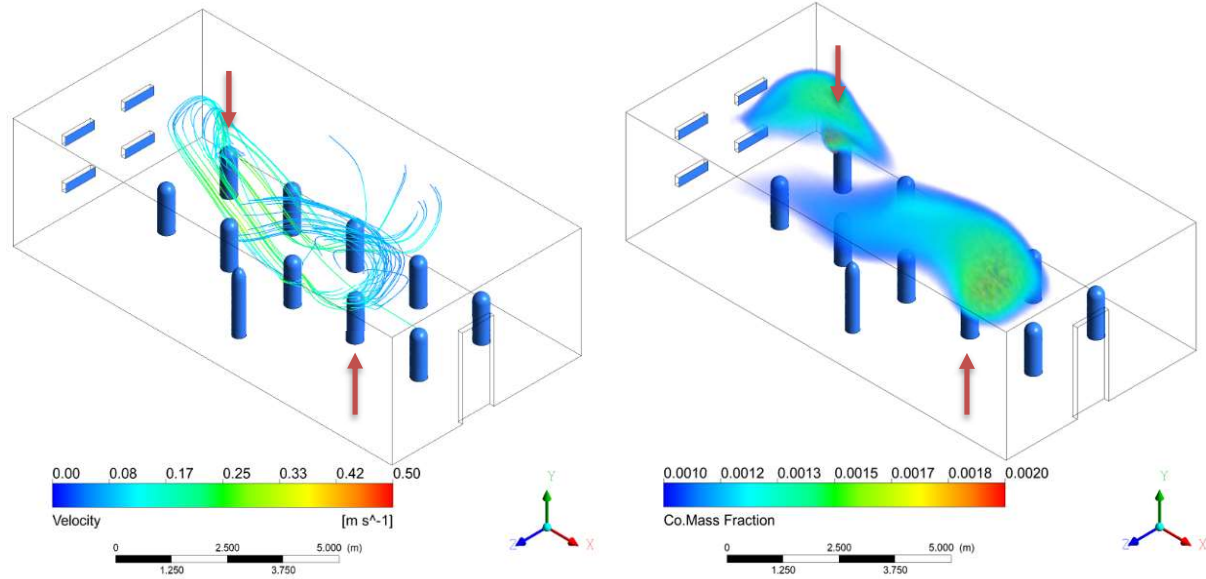 0.00 0.08 0.17 0.25 0.33 0.42 0.50
Velocity [m s^-1]
0 2.500 5.000 (m)
1.250 3.750
Y
Z X
0.0010 0.0012 0.0013 0.0015 0.0017 0.0018 0.0020
Co.Mass Fraction
0 2.500 5.000 (m)
1.250 3.750
Y
Z X